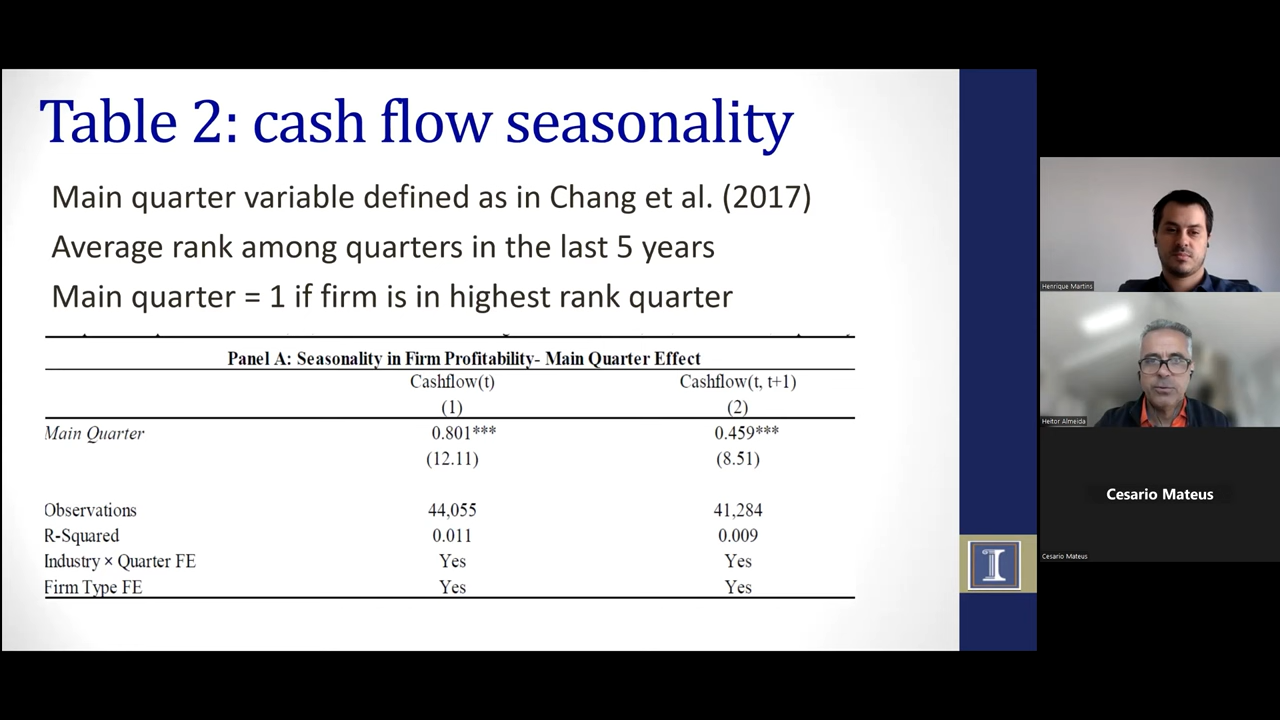 Table 2: cash flow seasonality
Main quarter variable defined as in Chang et al. (2017)
Average rank among quarters in the last 5 years
Main quarter = 1 if firm is in highest rank quarter
Panel A: Seasonality in Firm Profitability- Main Quarter Effect
Cashflow(t) Cashflow(t, t+1)
(1) (2)
Main Quarter 0.801*** 0.459***
(12.11) (8.51)
Observations 44,055 41,284
R-Squared 0.011 0.009
Industry × Quarter FE Yes Yes
Firm Type FE Yes Yes
I
Henrique Martins
Heitor Almeida
Cesario Mateus
Cesario Mateus